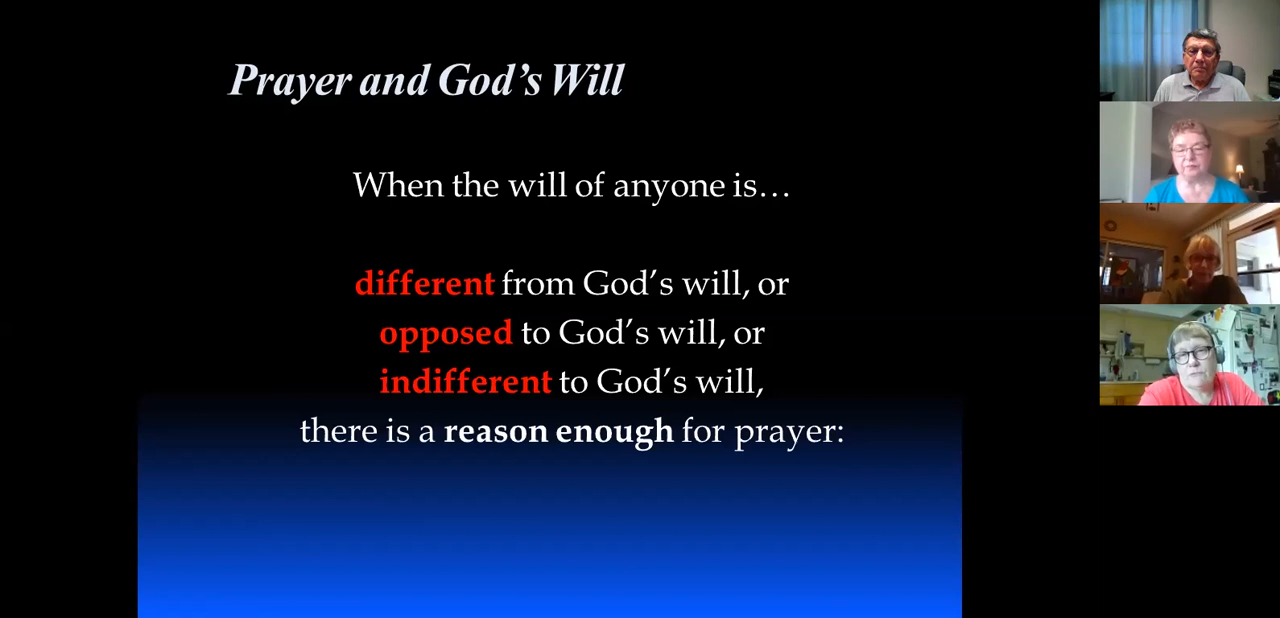 Prayer and God's Will
When the will of anyone is…
different from God's will, or
opposed to God's will, or
indifferent to God's will,
there is a reason enough for prayer: